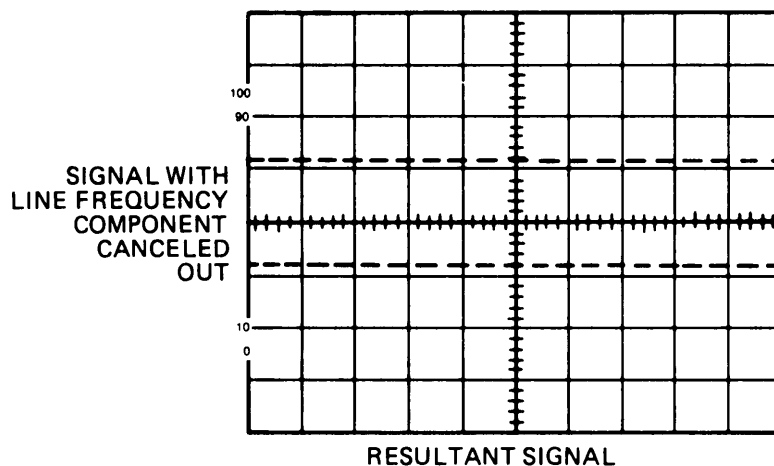 100
90
SIGNAL WITH
LINE FREQUENCY
COMPONENT
CANCELED
OUT
10
0
RESULTANT SIGNAL